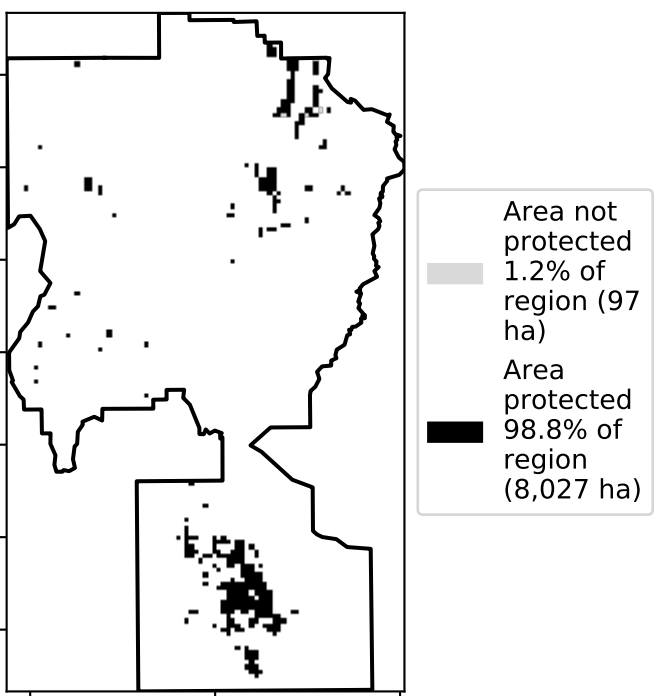 Area not
protected
1.2% of
region (97
ha)
Area
protected
98.8% of
region
(8,027 ha)